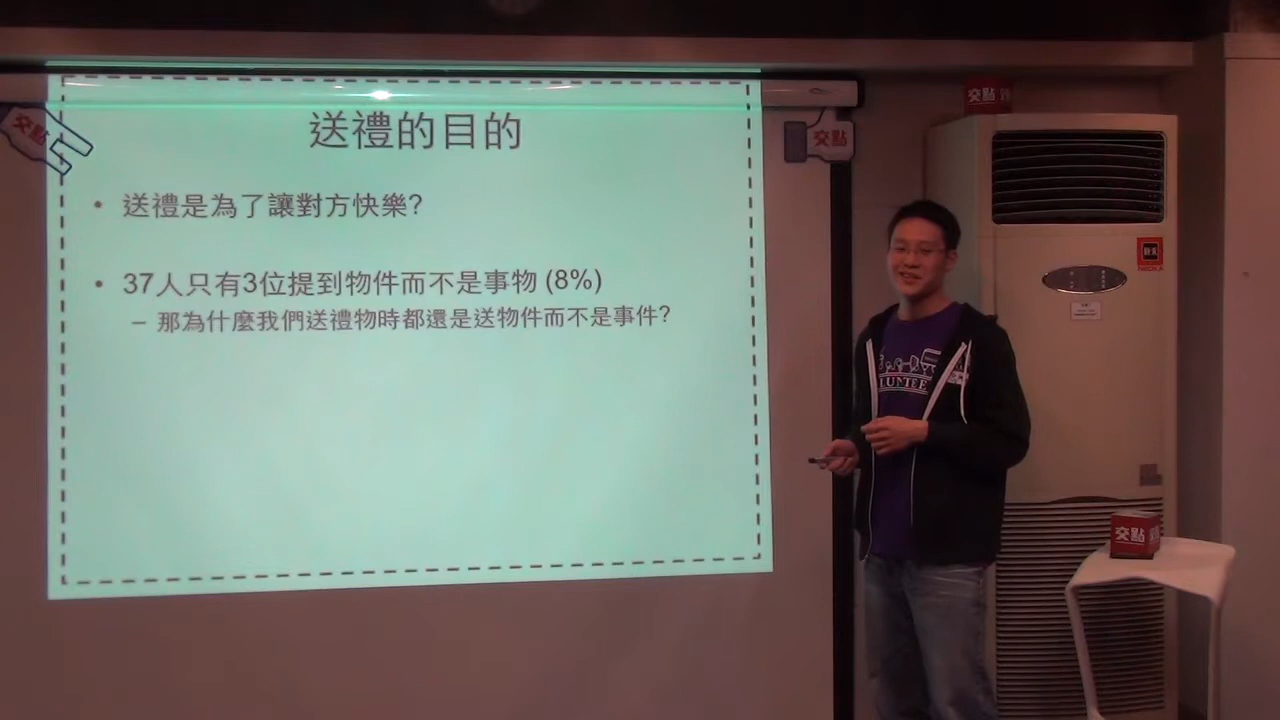 送禮的目的
• 送禮是為了讓對方快樂?
• 37人只有3位提到物件而不是事物 (8%)
– 那為什麼我們送禮物時都還是送物件而不是事件?
交點
交點
交點
LUNTEE
交點